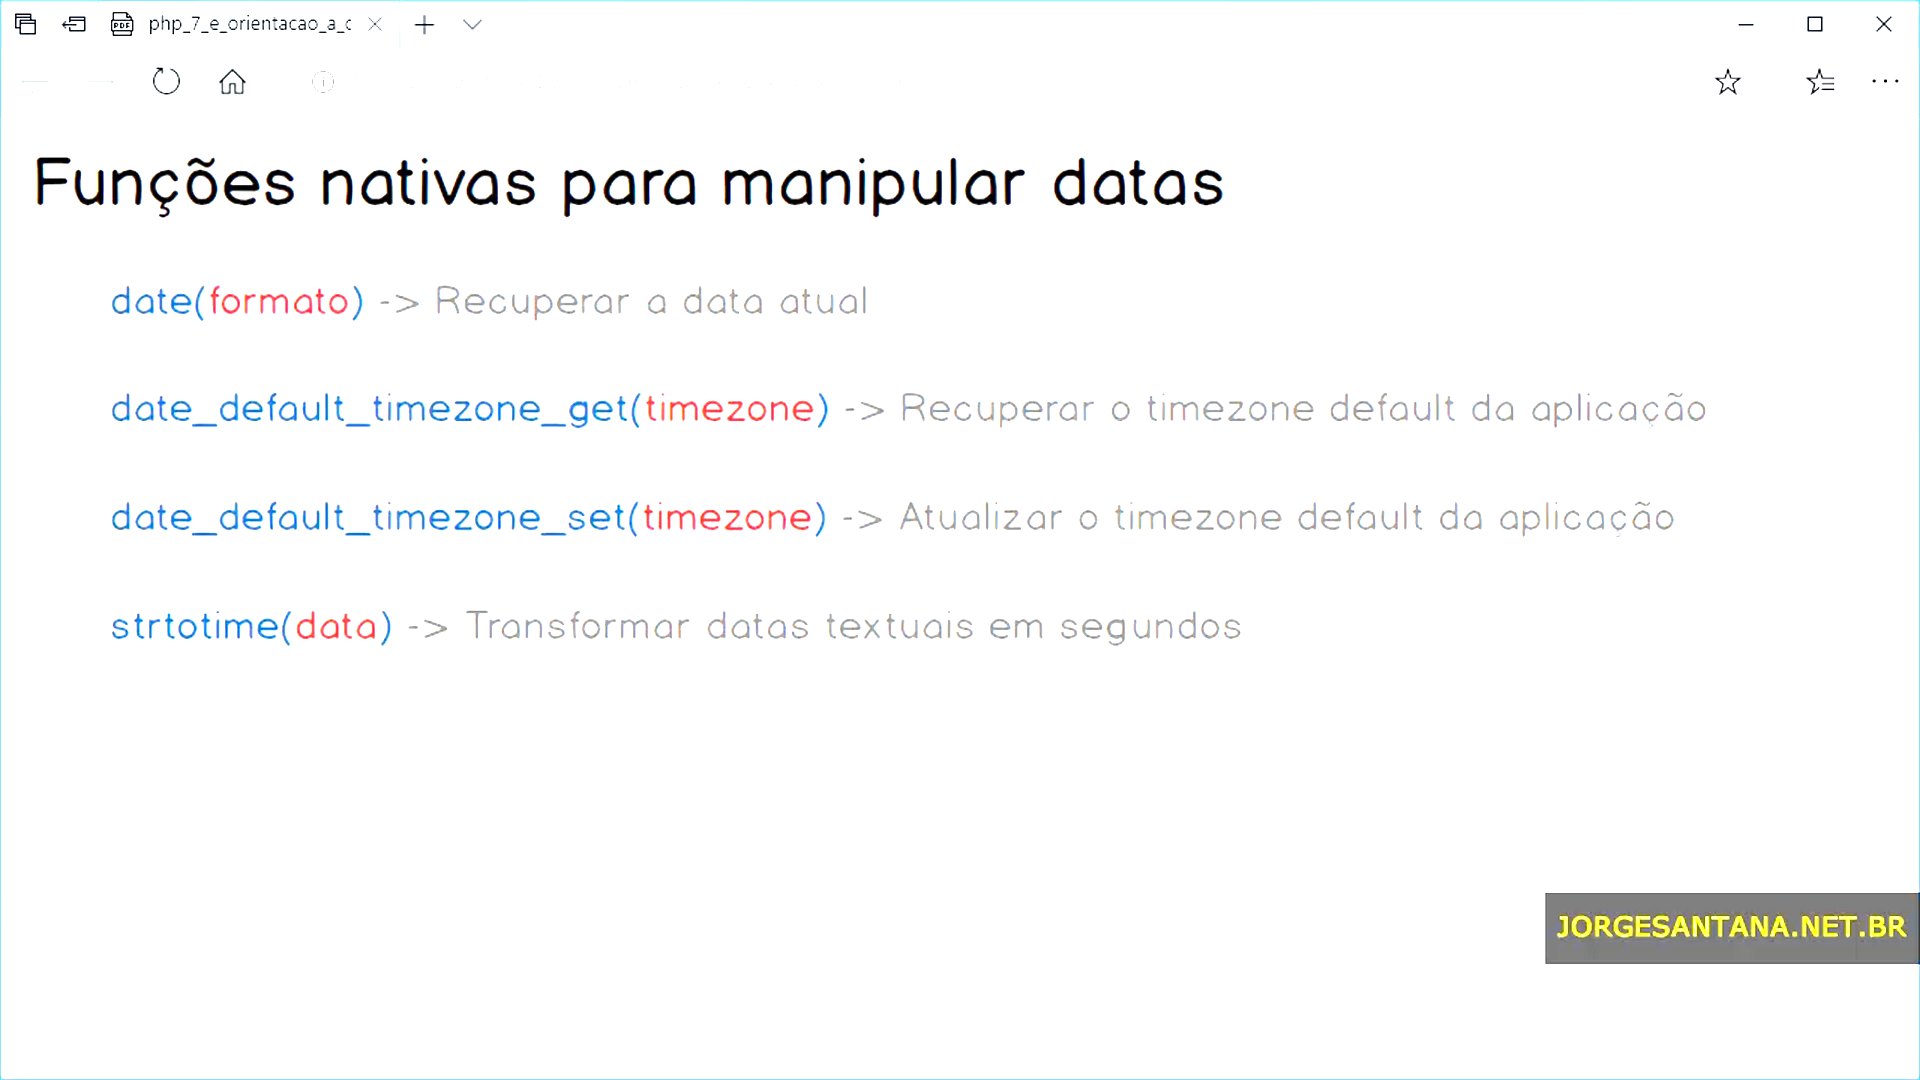 php_7_e_orientacao_a_c
Funções nativas para manipular datas
date(formato) -> Recuperar a data atual
date_default_timezone_get(timezone) -> Recuperar o timezone default da aplicação
date_default_timezone_set(timezone) -> Atualizar o timezone default da aplicação
strtotime(data) -> Transformar datas textuais em segundos
JORGESANTANA.NET.BR